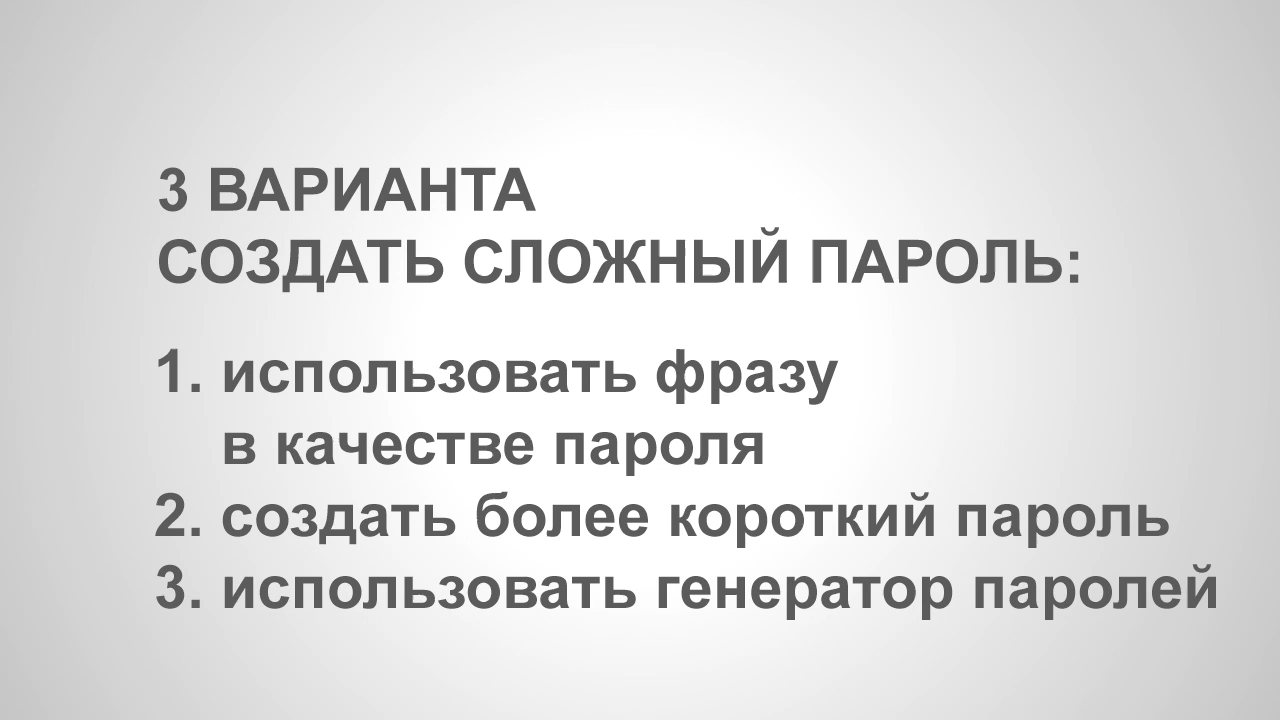 3 ВАРИАНТА
СОЗДАТЬ СЛОЖНЫЙ ПАРОЛЬ:
1. использовать фразу
в качестве пароля
2. создать более короткий пароль
3. использовать генератор паролей